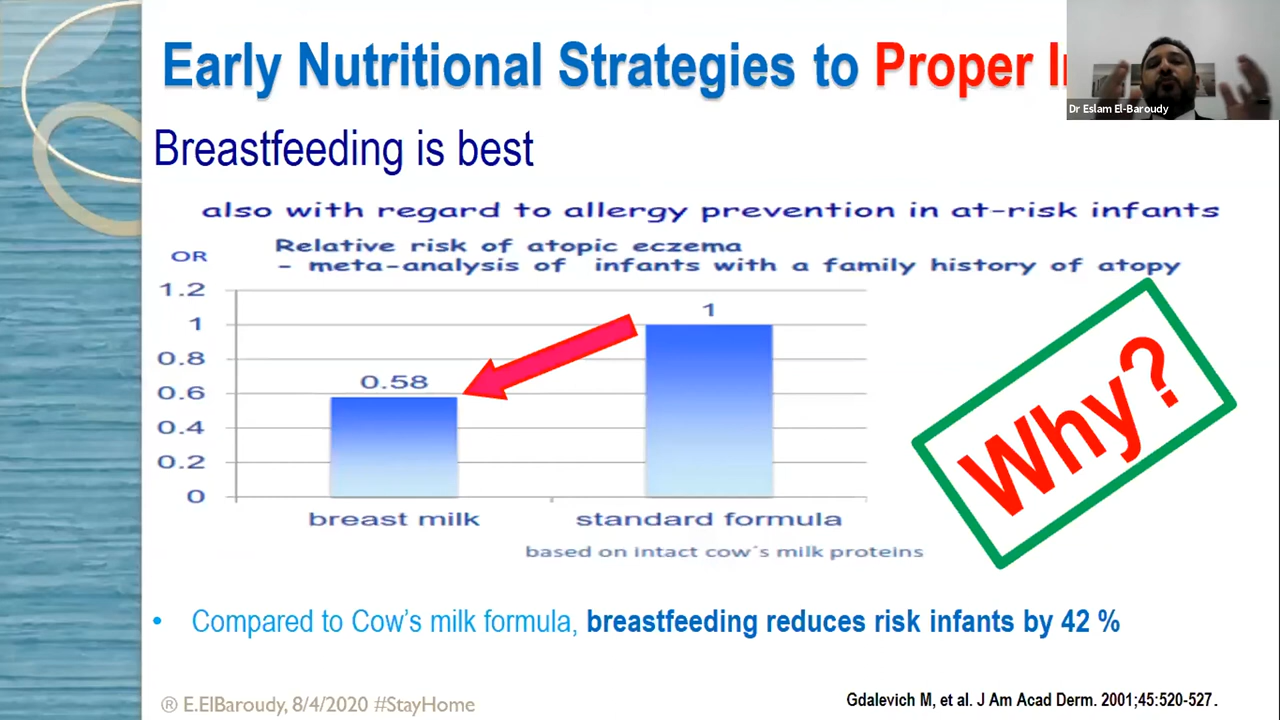 Early Nutritional Strategies to Proper
Dr Eslam El-Baroudy
Breastfeeding is best
also with regard to allergy prevention in at-risk infants
Relative risk of atopic eczema
- meta-analysis of infants with a family history of atopy
OR
1.2
1
0.8
0.6
0.4
0.2
0
0.58
1
breast milk
standard formula
based on intact cow´s milk proteins
Why?
• Compared to Cow's milk formula, breastfeeding reduces risk infants by 42 %
® E.ElBaroudy, 8/4/2020 #StayHome
Gdalevich M, et al. J Am Acad Derm. 2001;45:520-527.